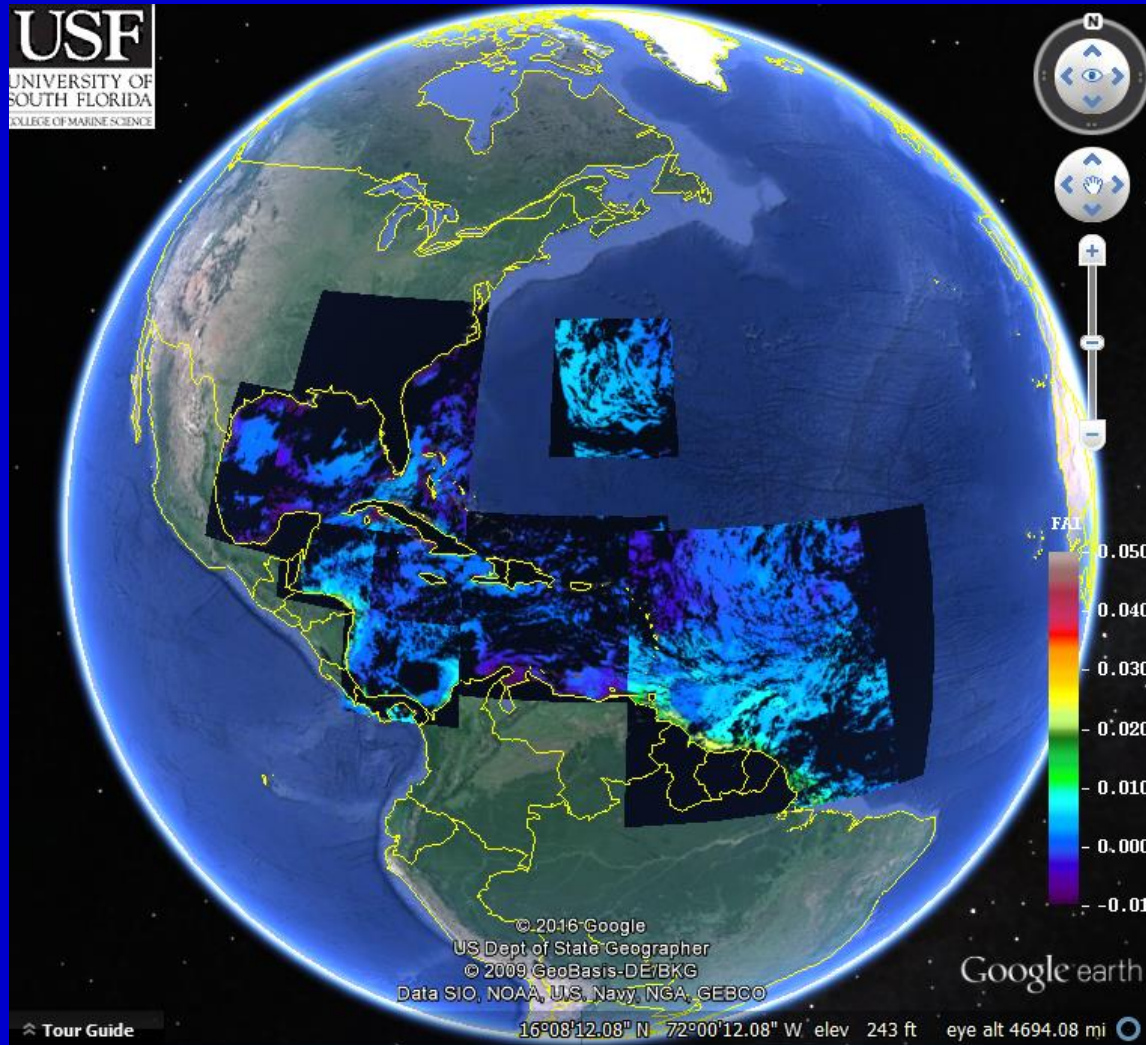 USF
UNIVERSITY OF
SOUTH FLORIDA
COLLEGE OF MARINE SCIENCE
N
FAI
0.050
0.040
0.030
0.020
0.010
0.000
-0.01
© 2016 Google
US Dept of State Geographer
© 2009 GeoBasis-DE/BKG
Data SIO, NOAA, U.S. Navy, NGA, GEBCO
Google earth
Tour Guide
16°08'12.08" N 72°00'12.08" W elev 243 ft eye alt 4694.08 mi